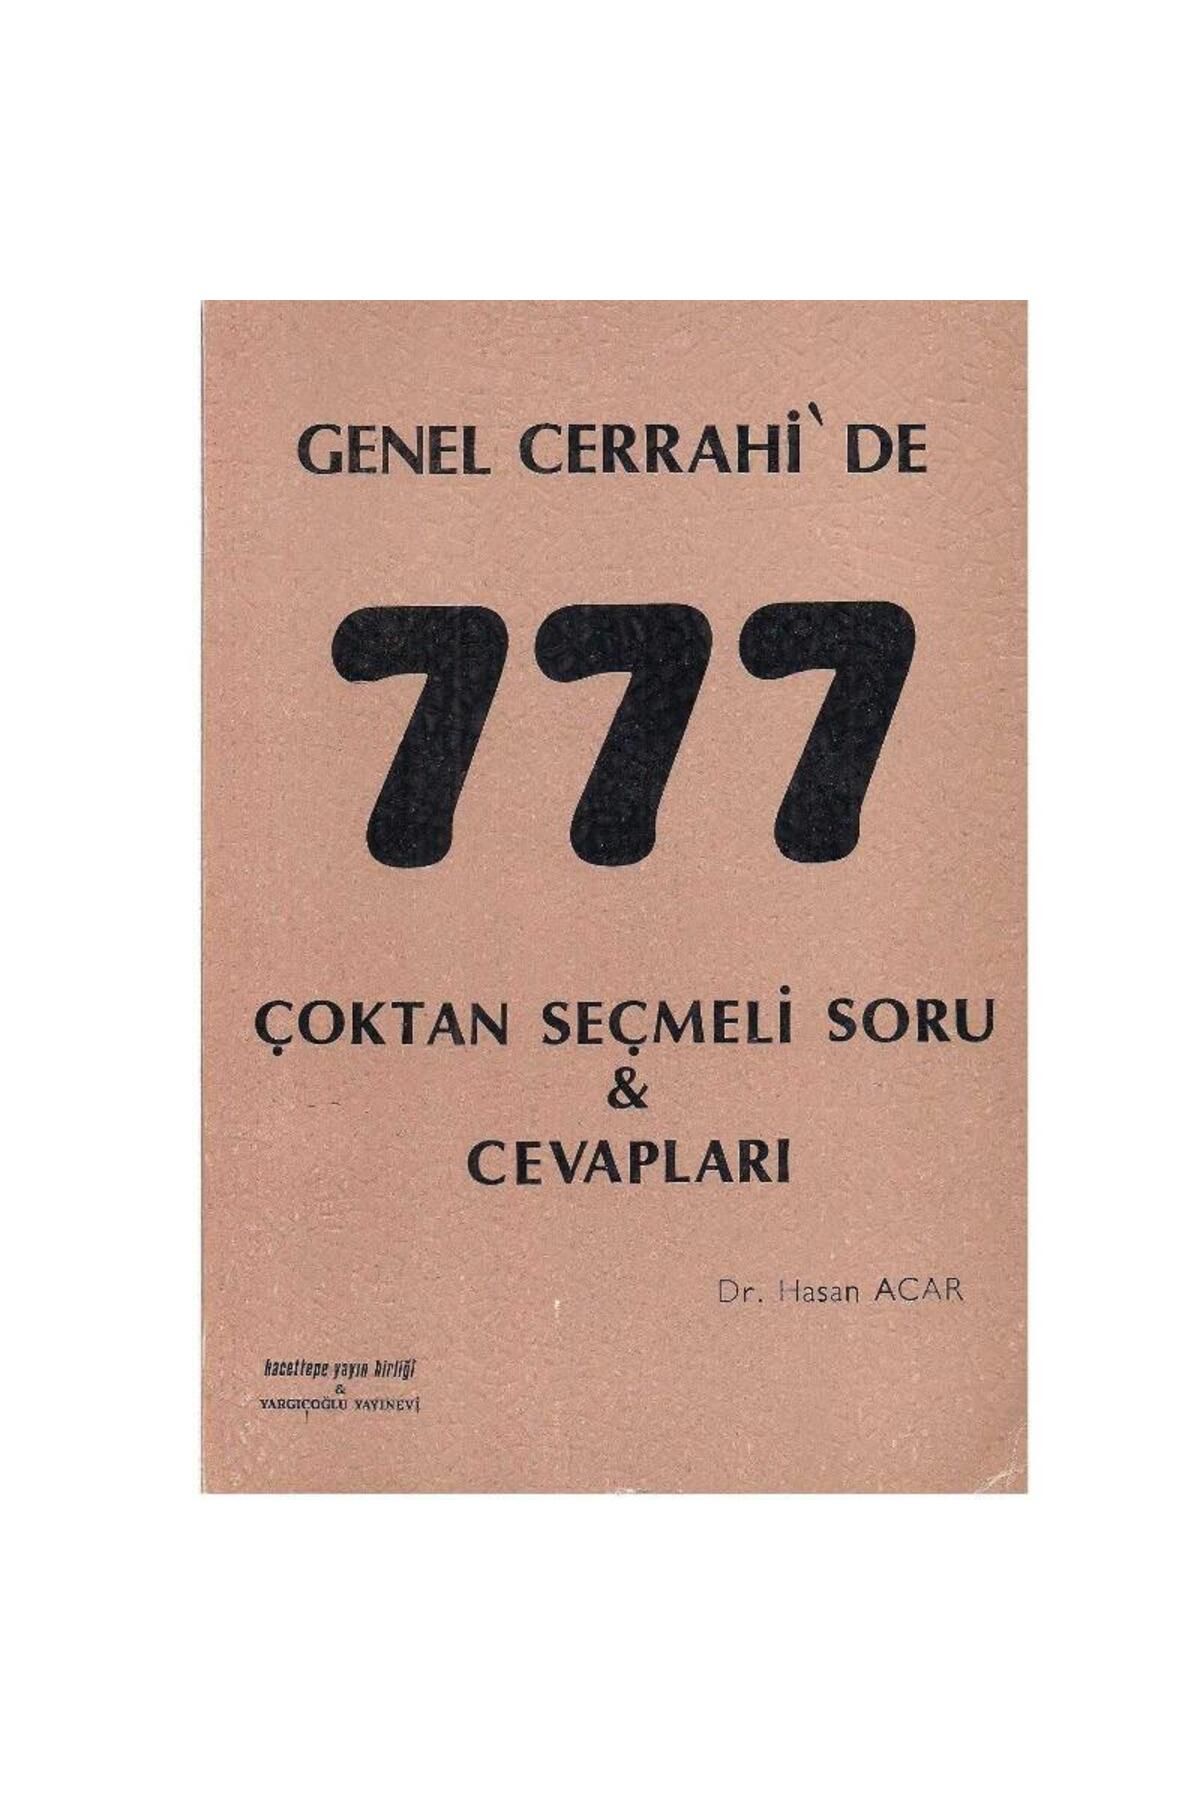 GENEL CERRAHİ`DE
777
ÇOKTAN SEÇMELİ SORU
&
CEVAPLARI
Dr. Hasan ACAR
hacettepe yayın birliği
&
YARGIÇOĞLU YAYINEVİ